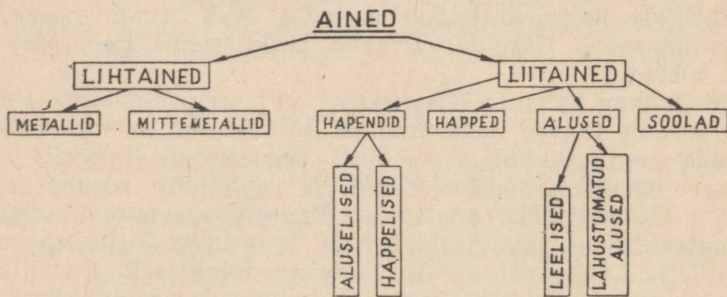 AINED
LIHTAINED
LIITAINED
METALLID
MITTEMETALLID
HAPENDID
HAPPED
ALUSED
SOOLAD
ALUSELISED
HAPPELISED
LEELISED
LAHUSTUMATUD
ALUSED